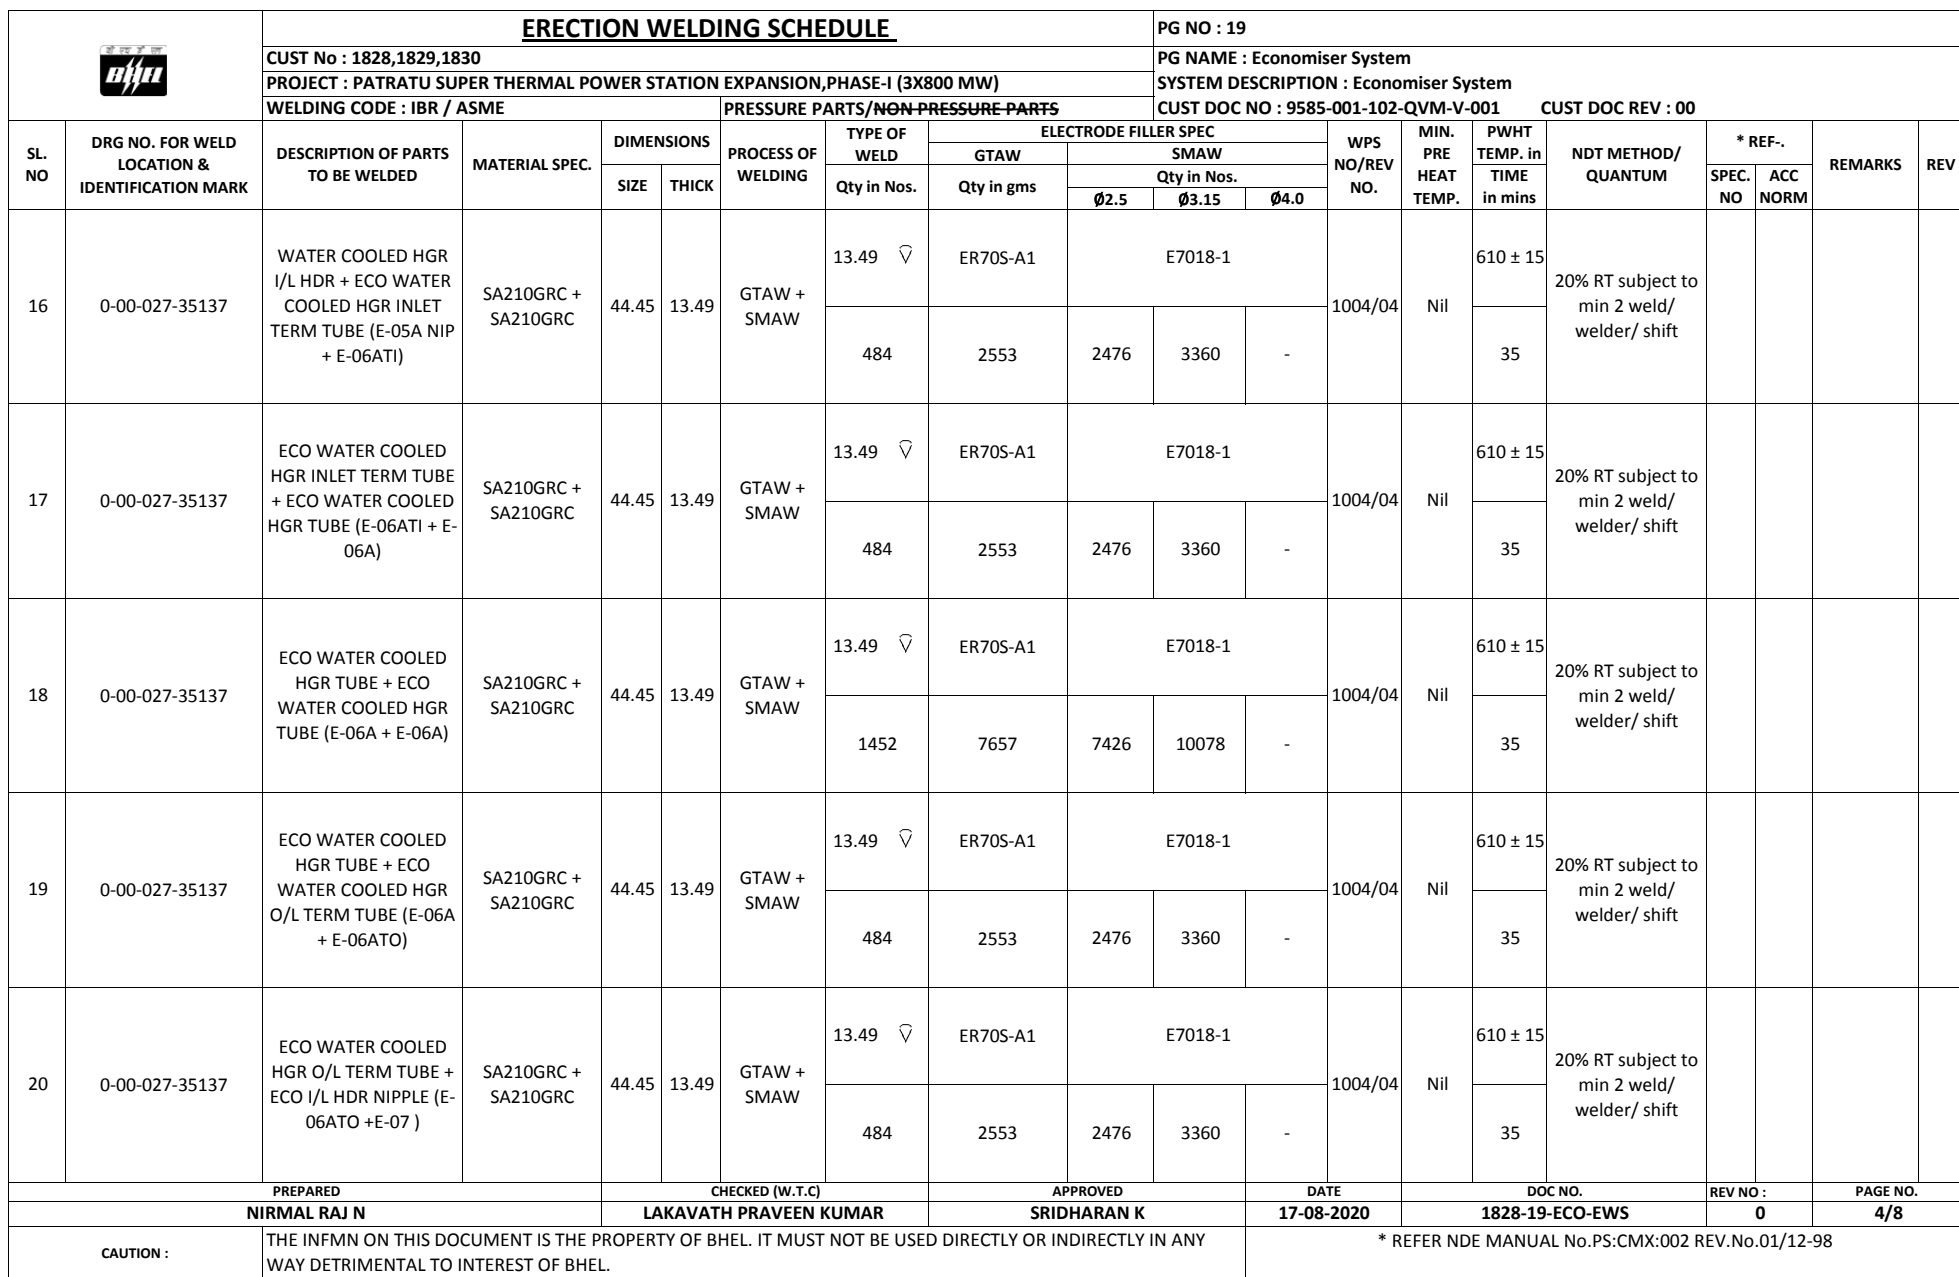 ERECTION WELDING SCHEDULE
PG NO : 19
BHEL
CUST No : 1828,1829,1830
PG NAME : Economiser System
PROJECT : PATRATU SUPER THERMAL POWER STATION EXPANSION,PHASE-I (3X800 MW)
SYSTEM DESCRIPTION : Economiser System
WELDING CODE : IBR / ASME
PRESSURE PARTS/NON PRESSURE PARTS
CUST DOC NO : 9585-001-102-QVM-V-001 CUST DOC REV : 00
SL. NO
DRG NO. FOR WELD
LOCATION &
IDENTIFICATION MARK
DESCRIPTION OF PARTS
TO BE WELDED
MATERIAL SPEC.
DIMENSIONS
SIZE THICK
PROCESS OF
WELDING
TYPE OF
WELD
Qty in Nos.
ELECTRODE FILLER SPEC
GTAW
Qty in gms
SMAW
Qty in Nos.
Ø2.5 Ø3.15 Ø4.0
WPS
NO/REV
NO.
MIN.
PRE
HEAT
TEMP.
PWHT
TEMP. in
TIME
in mins
NDT METHOD/
QUANTUM
* REF-.
SPEC.
NO
ACC
NORM
REMARKS
REV
16
0-00-027-35137
WATER COOLED HGR
I/L HDR + ECO WATER
COOLED HGR INLET
TERM TUBE (E-05A NIP
+ E-06ATI)
SA210GRC +
SA210GRC
44.45 13.49
GTAW +
SMAW
13.49 ER70S-A1 E7018-1
484 2553 2476 3360 -
1004/04
Nil
610 ± 15
35
20% RT subject to
min 2 weld/
welder/ shift
17
0-00-027-35137
ECO WATER COOLED
HGR INLET TERM TUBE
+ ECO WATER COOLED
HGR TUBE (E-06ATI + E-
06A)
SA210GRC +
SA210GRC
44.45 13.49
GTAW +
SMAW
13.49 ER70S-A1 E7018-1
484 2553 2476 3360 -
1004/04
Nil
610 ± 15
35
20% RT subject to
min 2 weld/
welder/ shift
18
0-00-027-35137
ECO WATER COOLED
HGR TUBE + ECO
WATER COOLED HGR
TUBE (E-06A + E-06A)
SA210GRC +
SA210GRC
44.45 13.49
GTAW +
SMAW
13.49 ER70S-A1 E7018-1
1452 7657 7426 10078 -
1004/04
Nil
610 ± 15
35
20% RT subject to
min 2 weld/
welder/ shift
19
0-00-027-35137
ECO WATER COOLED
HGR TUBE + ECO
WATER COOLED HGR
O/L TERM TUBE (E-06A
+ E-06ATO)
SA210GRC +
SA210GRC
44.45 13.49
GTAW +
SMAW
13.49 ER70S-A1 E7018-1
484 2553 2476 3360 -
1004/04
Nil
610 ± 15
35
20% RT subject to
min 2 weld/
welder/ shift
20
0-00-027-35137
ECO WATER COOLED
HGR O/L TERM TUBE +
ECO I/L HDR NIPPLE (E-
06ATO +E-07 )
SA210GRC +
SA210GRC
44.45 13.49
GTAW +
SMAW
13.49 ER70S-A1 E7018-1
484 2553 2476 3360 -
1004/04
Nil
610 ± 15
35
20% RT subject to
min 2 weld/
welder/ shift
PREPARED CHECKED (W.T.C) APPROVED DATE DOC NO. REV NO : PAGE NO.
NIRMAL RAJ N LAKAVATH PRAVEEN KUMAR SRIDHARAN K 17-08-2020 1828-19-ECO-EWS 0 4/8
CAUTION :
THE INFMN ON THIS DOCUMENT IS THE PROPERTY OF BHEL. IT MUST NOT BE USED DIRECTLY OR INDIRECTLY IN ANY
WAY DETRIMENTAL TO INTEREST OF BHEL.
* REFER NDE MANUAL No.PS:CMX:002 REV.No.01/12-98